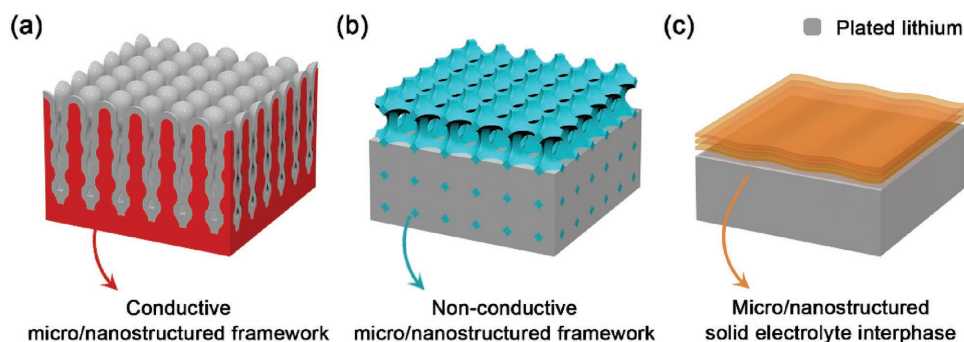 (a)
(b)
(c)
Plated lithium
Conductive
micro/nanostructured framework
Non-conductive
micro/nanostructured framework
Micro/nanostructured
solid electrolyte interphase